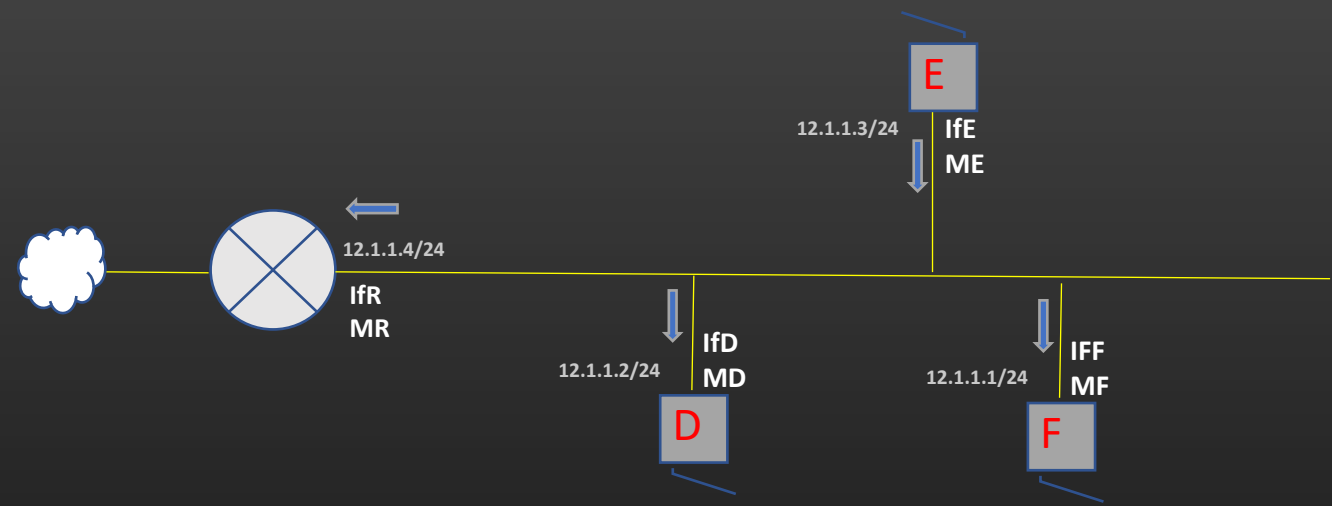 E
12.1.1.3/24
IfE
ME
12.1.1.4/24
IfR
MR
12.1.1.2/24
IfD
MD
D
12.1.1.1/24
IFF
MF
F